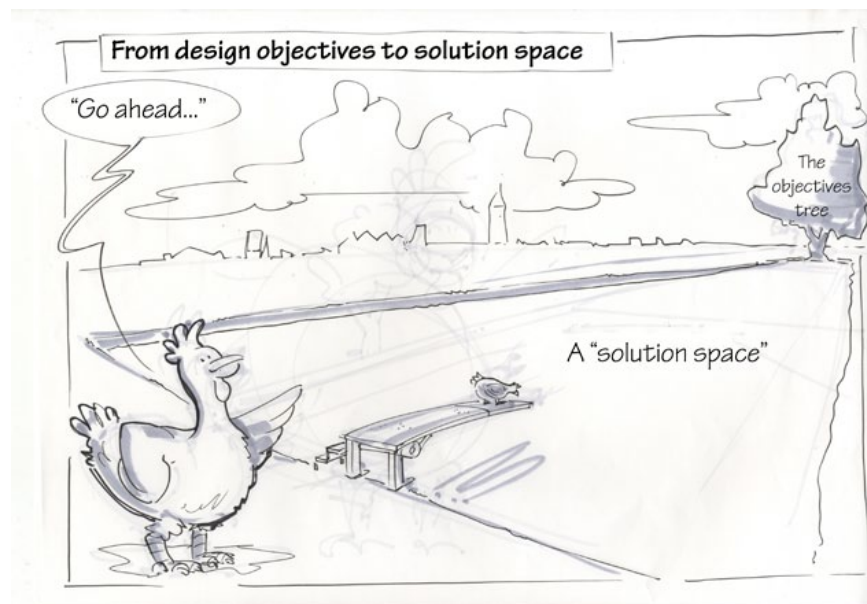 From design objectives to solution space
“Go ahead...”
The
objectives
tree
A “solution space”